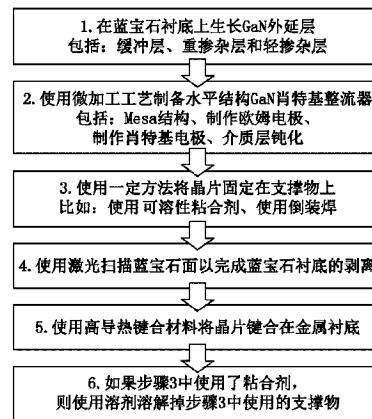 1.在蓝宝石衬底上生长GaN外延层
包括：缓冲层、重掺杂层和轻掺杂层
2.使用微加工工艺制备水平结构GaN肖特基整流器
包括：Mesa结构、制作欧姆电极、
制作肖特基电极、介质层钝化
3.使用一定方法将晶片固定在支撑物上
比如：使用可溶性粘合剂、使用倒装焊
4.使用激光扫描蓝宝石面以完成蓝宝石衬底的剥离
5.使用高导热键合材料将晶片键合在金属衬底
6.如果步骤3中使用了粘合剂，
则使用溶剂溶解掉步骤3中使用的支撑物